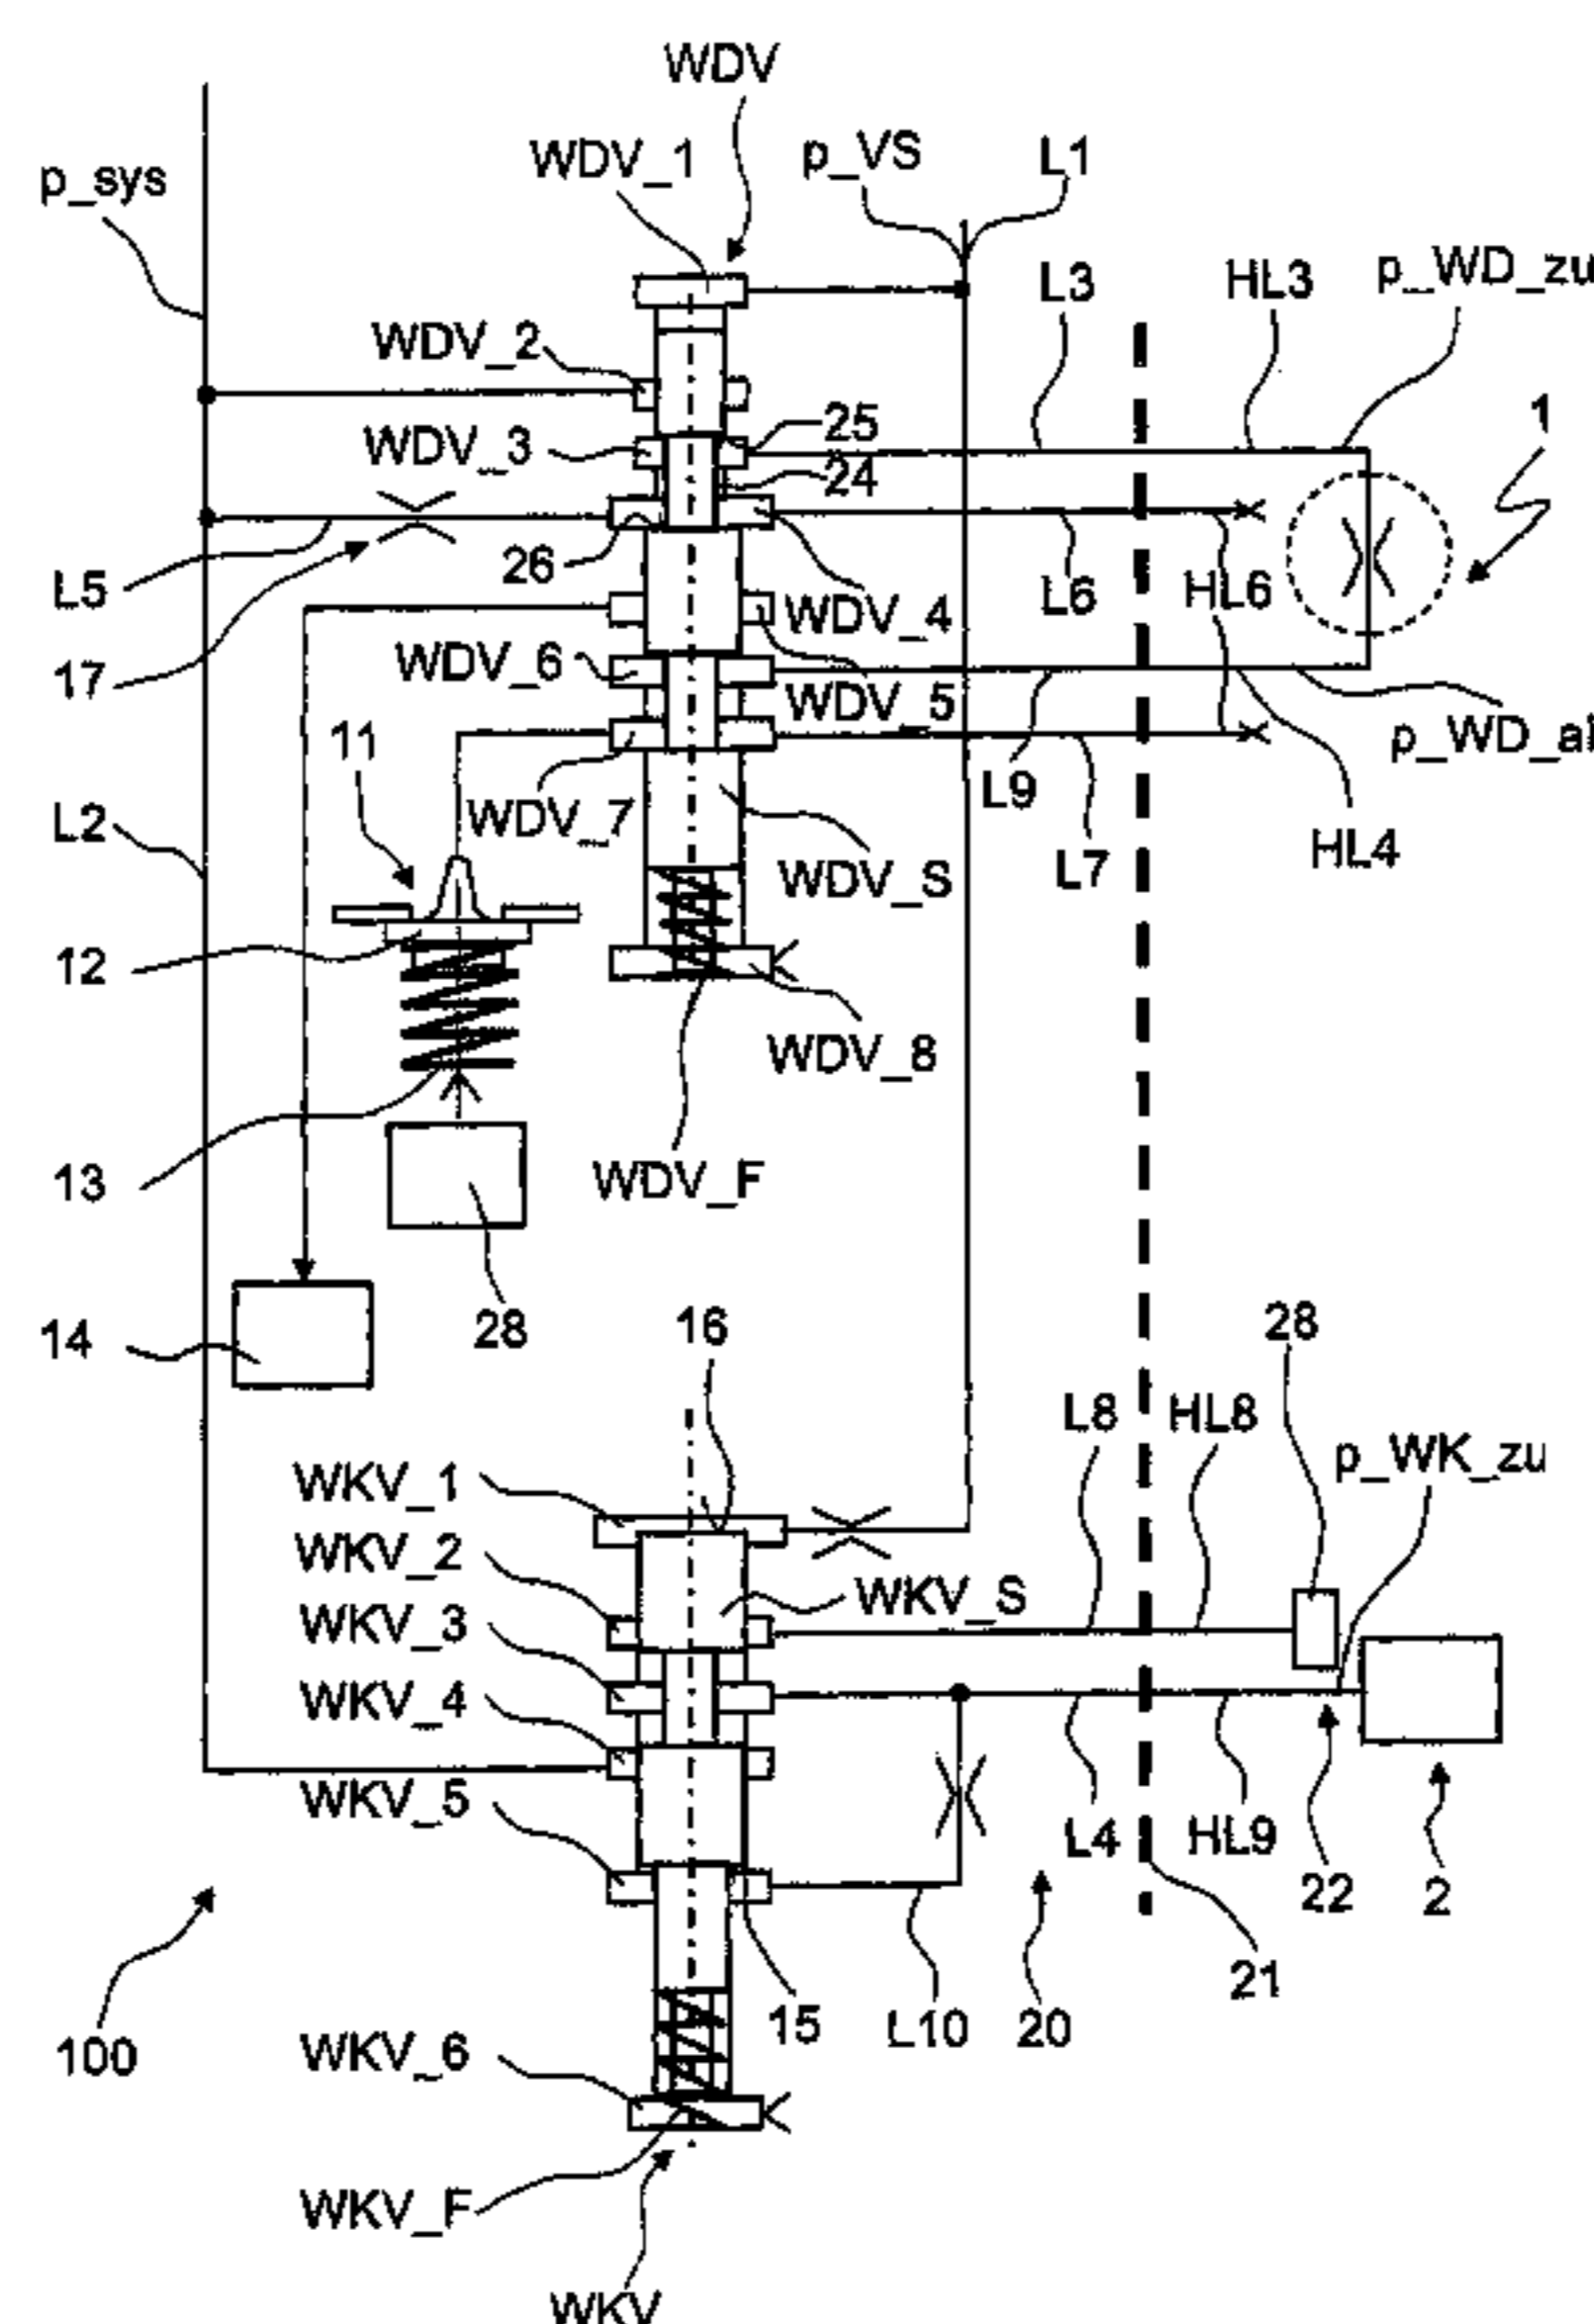 WDV
WDV_1
p_VS
L1
p_sys
L3
HL3
p_WD_zu
WDV_2
25
1
WDV_3
24
26
L5
L6
HL6
WDV_4
17
WDV_6
WDV_5
11
L9
p_WD_a
WDV_7
L2
L7
HL4
WDV_S
12
WDV_8
13
WDV_F
28
14
16
28
L8
HL8
p_WK_zu
WKV_1
WKV_2
WKV_S
WKV_3
WKV_4
WKV_5
L4
HL9
22
2
21
15
L10
20
100
WKV_6
WKV_F
WKV